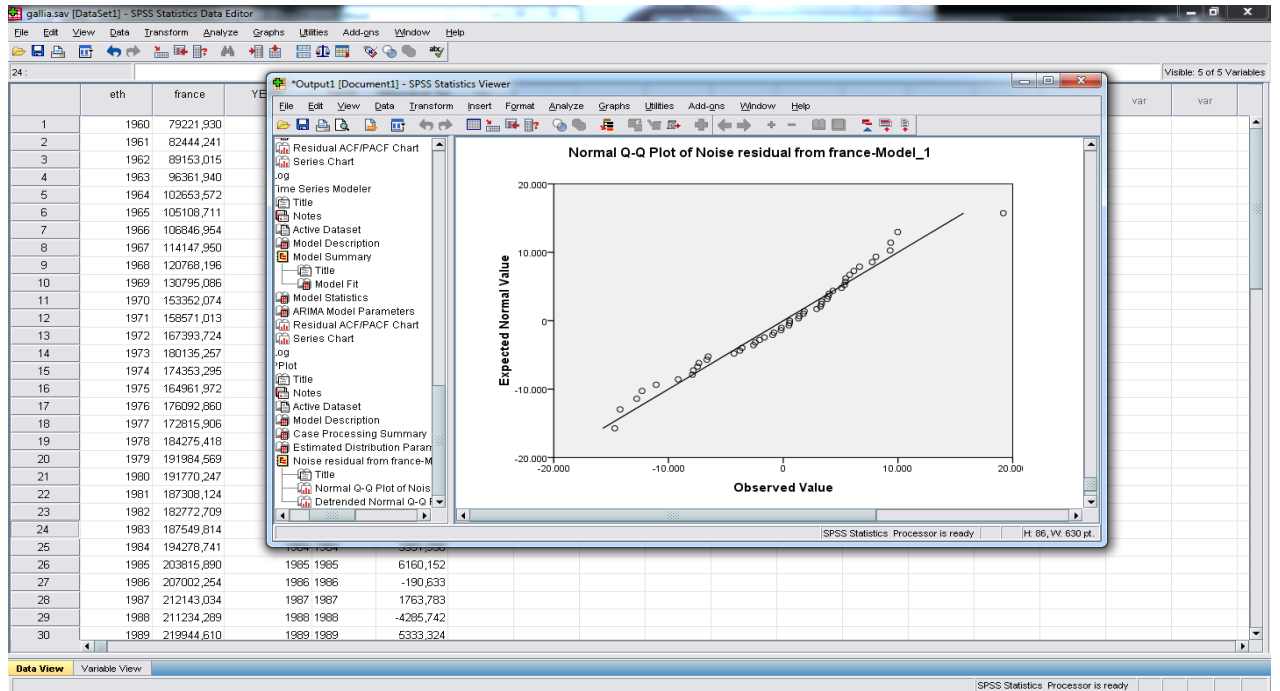 gallia.sav [DataSet1] - SPSS Statistics Data Editor
File Edit View Data Transform Analyze Graphs Utilities Add-ons Window Help
24 :
Visible: 5 of 5 Variables
eth france YE var var
1 1960 79221,930
2 1961 82444,241
3 1962 89153,015
4 1963 96361,940
5 1964 102653,572
6 1965 105108,711
7 1966 106846,954
8 1967 114147,950
9 1968 120768,196
10 1969 130795,086
11 1970 153352,074
12 1971 158571,013
13 1972 167393,724
14 1973 180135,257
15 1974 174353,295
16 1975 164961,972
17 1976 176092,860
18 1977 172815,906
19 1978 184275,418
20 1979 191984,569
21 1980 191770,247
22 1981 187308,124
23 1982 182772,709
24 1983 187549,814
25 1984 194278,741 1984 1984
26 1985 203815,890 1985 1985 6160,152
27 1986 207002,254 1986 1986 -190,633
28 1987 212143,034 1987 1987 1763,783
29 1988 211234,289 1988 1988 -4285,742
30 1989 219944,610 1989 1989 5333,324
Data View Variable View
SPSS Statistics Processor is ready
*Output1 [Document1] - SPSS Statistics Viewer
File Edit View Data Transform Insert Format Analyze Graphs Utilities Add-ons Window Help
Residual ACF/PACF Chart
Series Chart
og
ime Series Modeler
Title
Notes
Active Dataset
Model Description
Model Summary
Title
Model Fit
Model Statistics
ARIMA Model Parameters
Residual ACF/PACF Chart
Series Chart
og
Plot
Title
Notes
Active Dataset
Model Description
Case Processing Summary
Estimated Distribution Param
Noise residual from france-M
Title
Normal Q-Q Plot of Nois
Detrended Normal Q-Q P
Normal Q-Q Plot of Noise residual from france-Model_1
Expected Normal Value
20.000
10.000
0
-10.000
-20.000
-20.000 -10.000 0 10.000 20.00
Observed Value
SPSS Statistics Processor is ready H: 86, W: 630 pt.